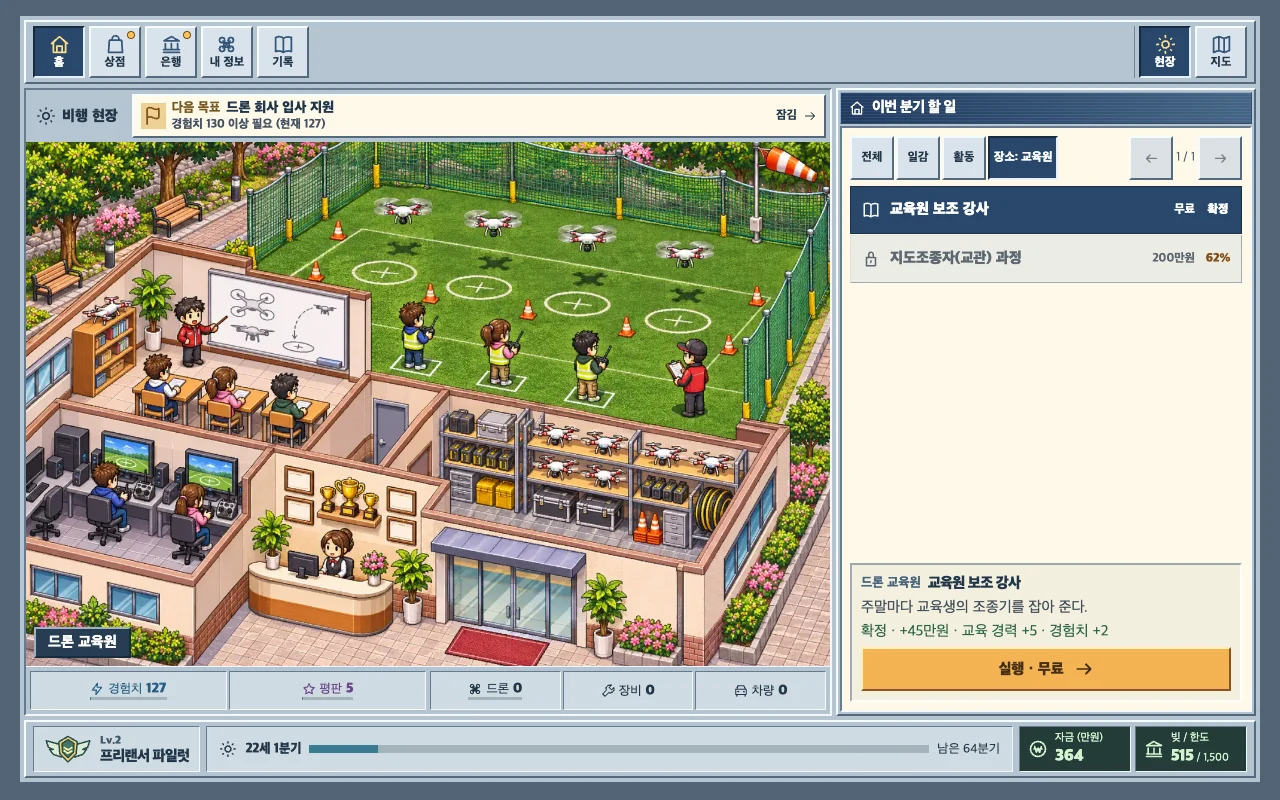 홈
상점
은행
내 정보
기록
현장
지도
비행 현장
다음 목표 드론 회사 입사 지원
경험치 130 이상 필요 (현재 127)
잠김 →
드론 교육원
경험치 127
평판 5
드론 0
장비 0
차량 0
이번 분기 할 일
전체
일감
활동
장소: 교육원
← 1 / 1 →
교육원 보조 강사 무료 확정
지도조종자(교관) 과정 200만원 62%
드론 교육원 교육원 보조 강사
주말마다 교육생의 조종기를 잡아 준다.
확정 · +45만원 · 교육 경력 +5 · 경험치 +2
실행 · 무료 →
Lv.2
프리랜서 파일럿
22세 1분기
남은 64분기
자금 (만원)
364
빚 / 한도
515 / 1,500